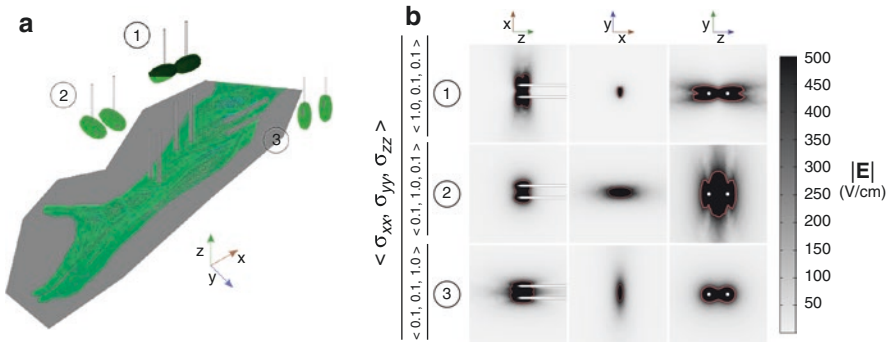 a
1
2
3
z
x
y
b
x
z
y
x
y
z
< σxx, σyy, σzz >
< 1.0, 0.1, 0.1 >
1
< 0.1, 1.0, 0.1 >
2
< 0.1, 0.1, 1.0 >
3
500
450
400
350
300
250
200
150
100
50
|E|
(V/cm)